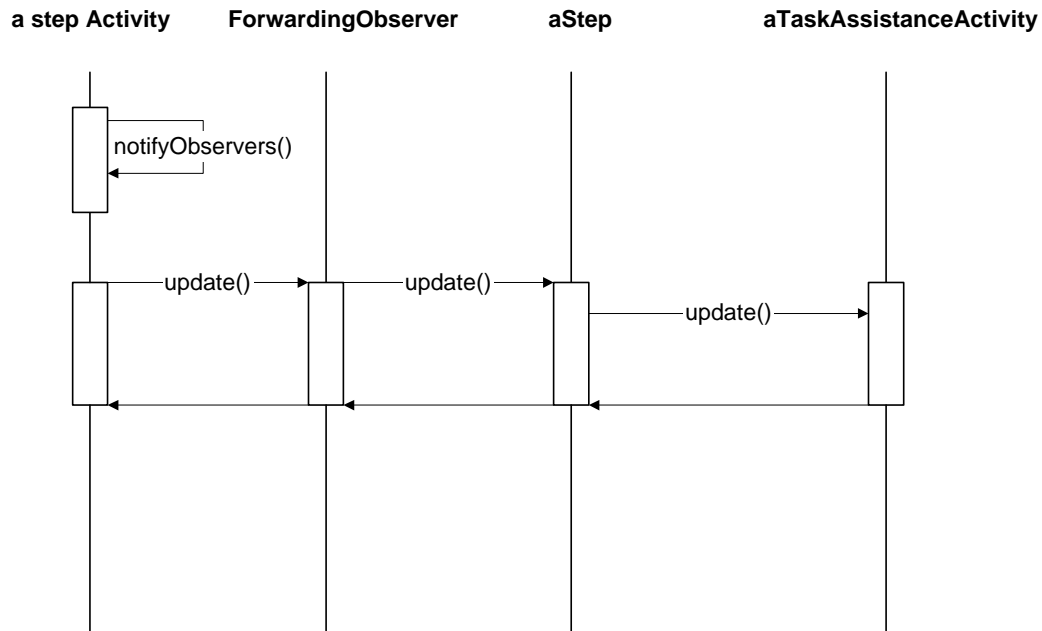 a step Activity
ForwardingObserver
aStep
aTaskAssistanceActivity
notifyObservers()
update()
update()
update()